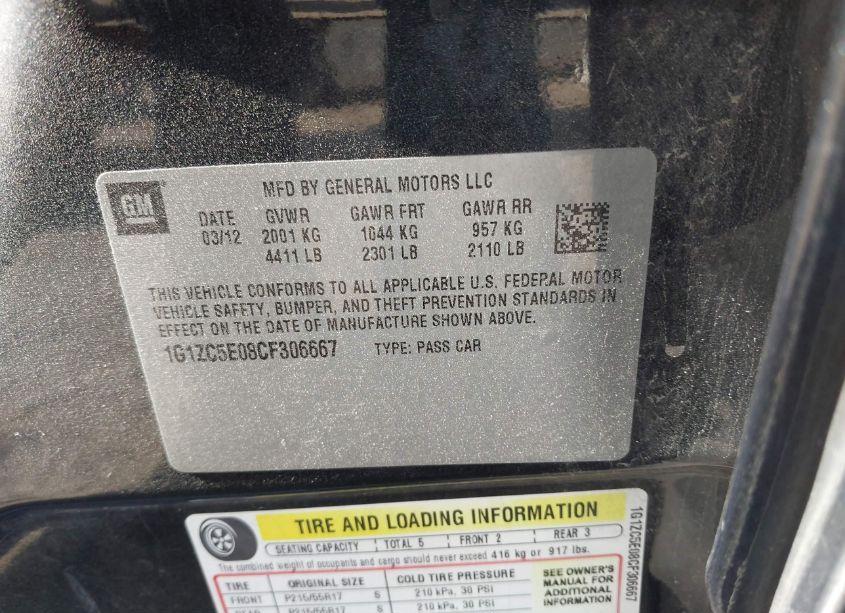 GM
MFD BY GENERAL MOTORS LLC
DATE GVWR GAWR FRT GAWR RR
03/12 2001 KG 1044 KG 957 KG
4411 LB 2301 LB 2110 LB
THIS VEHICLE CONFORMS TO ALL APPLICABLE U.S. FEDERAL MOTOR
VEHICLE SAFETY, BUMPER, AND THEFT PREVENTION STANDARDS IN
EFFECT ON THE DATE OF MANUFACTURE SHOWN ABOVE.
1G1ZC5E08CF306667 TYPE: PASS CAR
TIRE AND LOADING INFORMATION
SEATING CAPACITY TOTAL 5 FRONT 2 REAR 3
The combined weight of occupants and cargo should never exceed 416 kg or 917 lbs.
TIRE ORIGINAL SIZE COLD TIRE PRESSURE
FRONT P215/55R17 S 210 kPa, 30 PSI
REAR P215/55R17 S 210 kPa, 30 PSI
SEE OWNER'S
MANUAL FOR
ADDITIONAL
INFORMATION
1G1ZC5E08CF306667